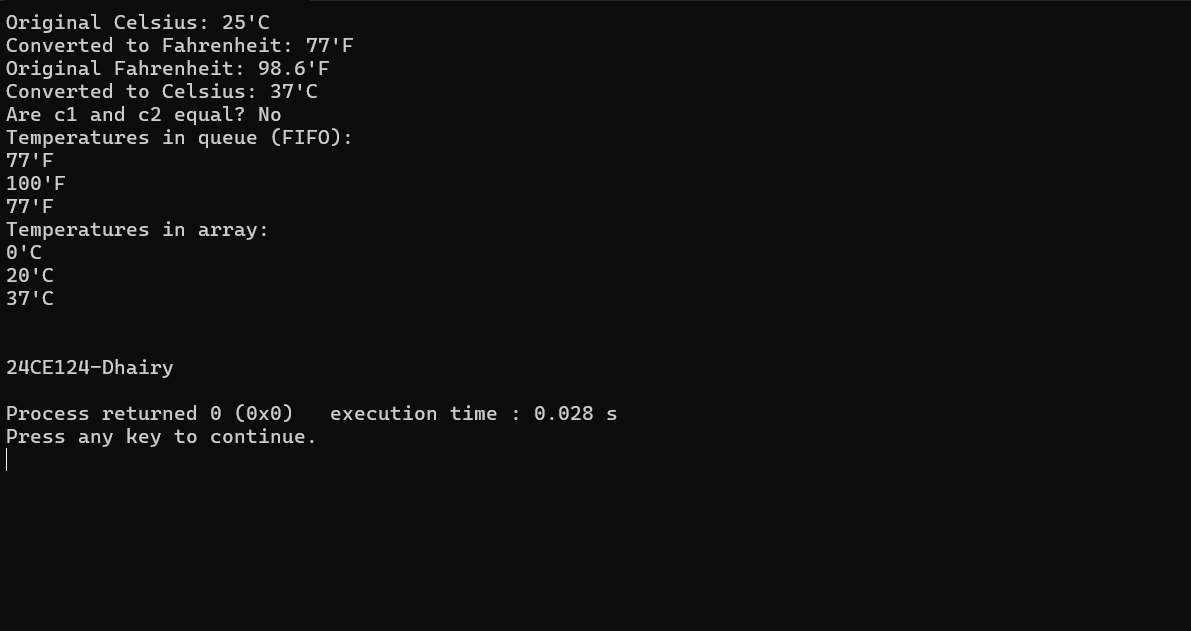 Original Celsius: 25'C
Converted to Fahrenheit: 77'F
Original Fahrenheit: 98.6'F
Converted to Celsius: 37'C
Are c1 and c2 equal? No
Temperatures in queue (FIFO):
77'F
100'F
77'F
Temperatures in array:
0'C
20'C
37'C
24CE124-Dhairy
Process returned 0 (0x0)   execution time : 0.028 s
Press any key to continue.